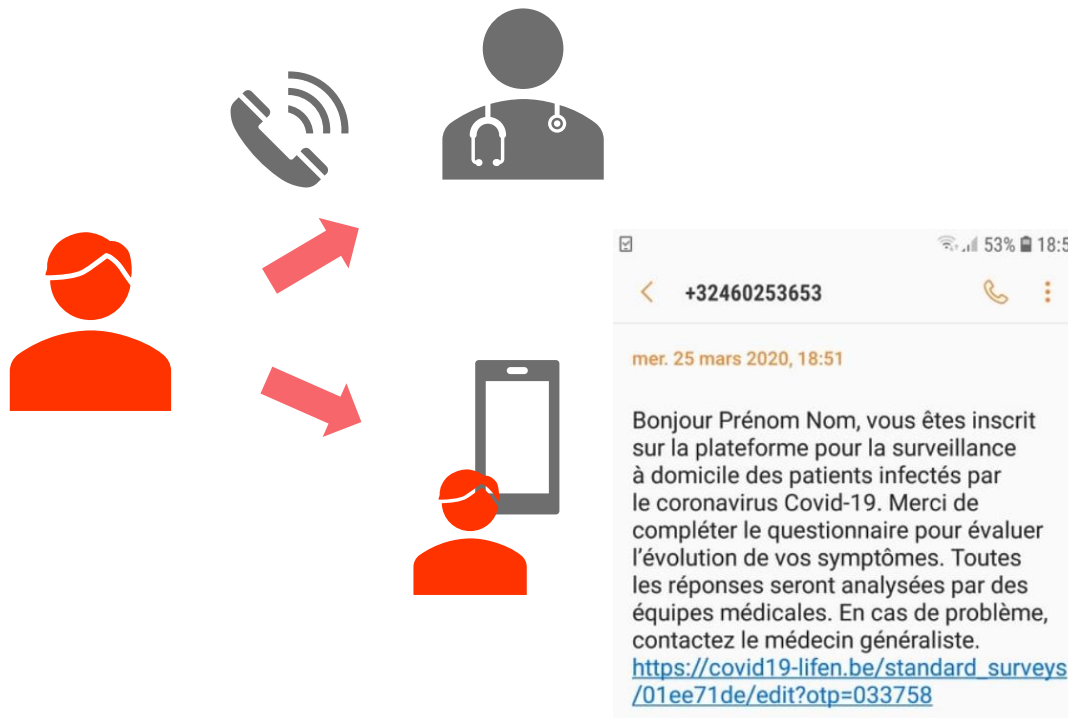 53% 18:5
+32460253653
mer. 25 mars 2020, 18:51
Bonjour Prénom Nom, vous êtes inscrit
sur la plateforme pour la surveillance
à domicile des patients infectés par
le coronavirus Covid-19. Merci de
compléter le questionnaire pour évaluer
l’évolution de vos symptômes. Toutes
les réponses seront analysées par des
équipes médicales. En cas de problème,
contactez le médecin généraliste.
https://covid19-lifen.be/standard_surveys
/01ee71de/edit?otp=033758